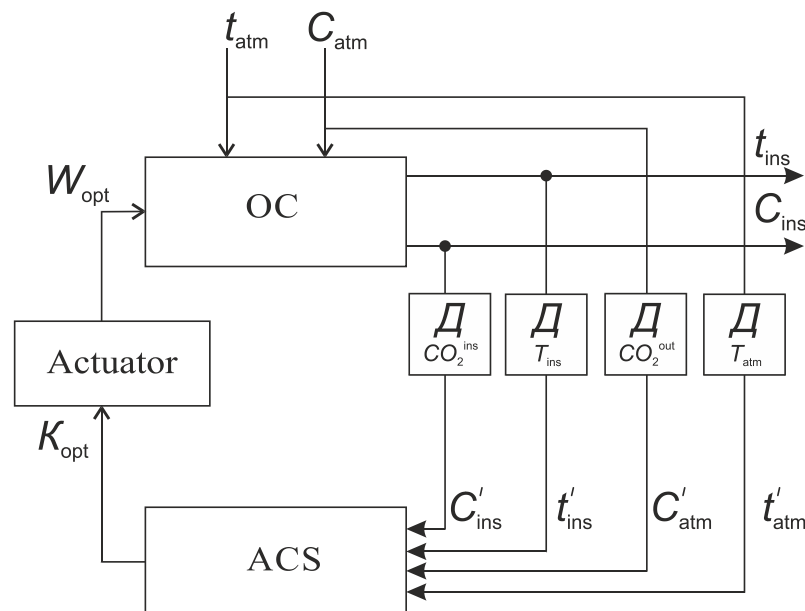 t_atm
C_atm
t_ins
W_opt
OC
C_ins
Д
CO₂^ins
Д
T_ins
Д
CO₂^out
Д
T_atm
Actuator
K_opt
C′_ins
t′_ins
C′_atm
t′_atm
ACS